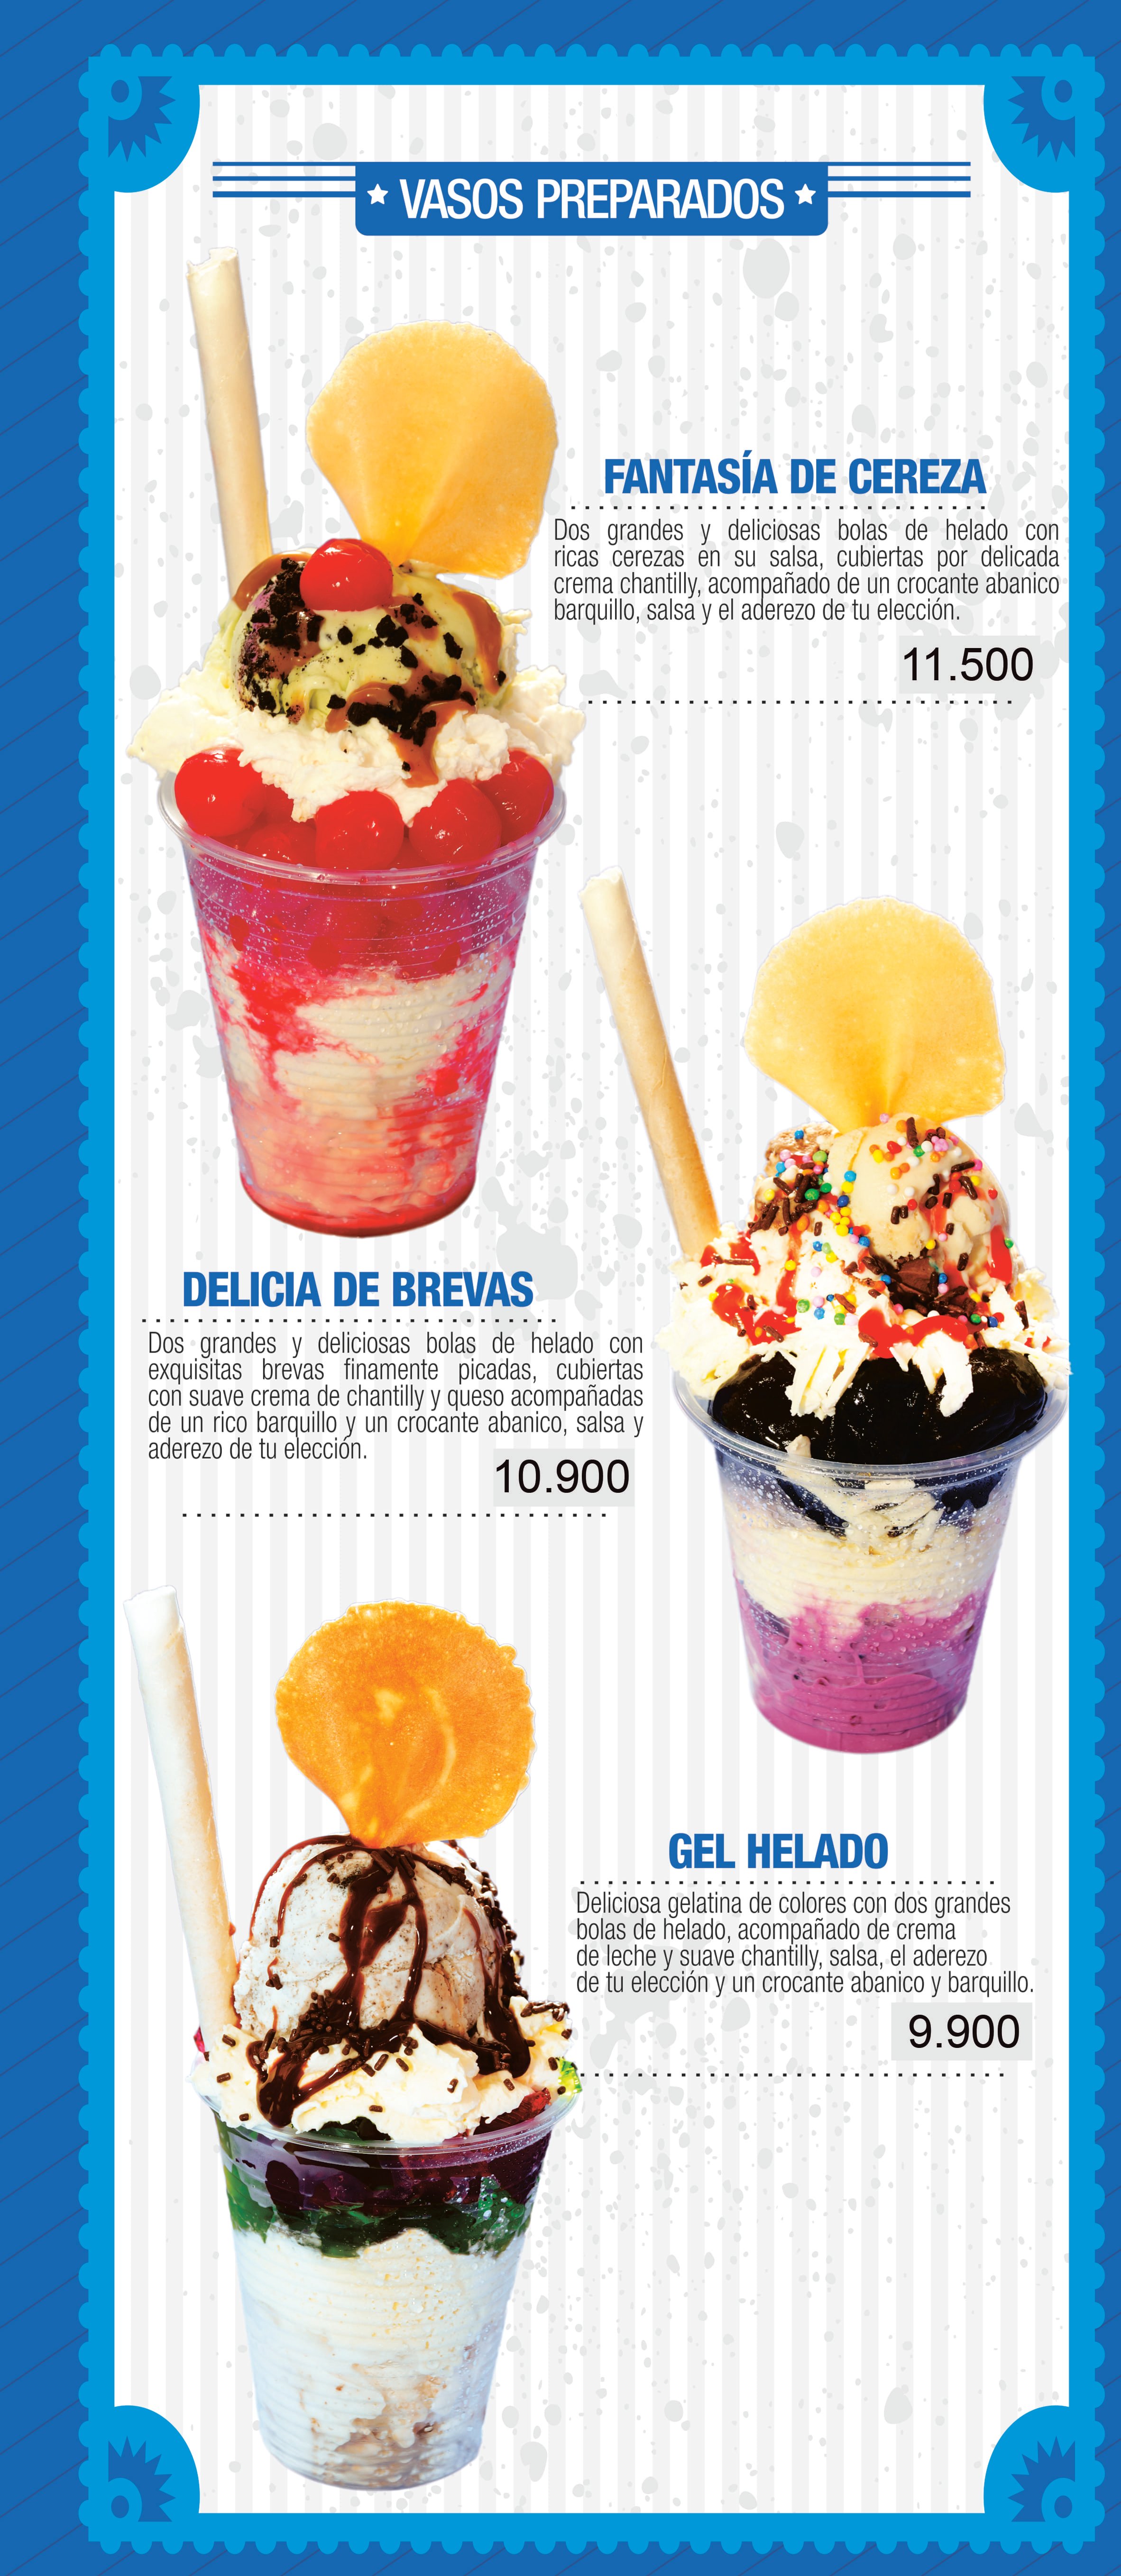 VASOS PREPARADOS
FANTASÍA DE CEREZA
Dos grandes y deliciosas bolas de helado con
ricas cerezas en su salsa, cubiertas por delicada
crema chantilly, acompañado de un crocante abanico
barquillo, salsa y el aderezo de tu elección.
11.500
DELICIA DE BREVAS
Dos grandes y deliciosas bolas de helado con
exquisitas brevas finamente picadas, cubiertas
con suave crema de chantilly y queso acompañadas
de un rico barquillo y un crocante abanico, salsa y
aderezo de tu elección.
10.900
GEL HELADO
Deliciosa gelatina de colores con dos grandes
bolas de helado, acompañado de crema
de leche y suave chantilly, salsa, el aderezo
de tu elección y un crocante abanico y barquillo.
9.900